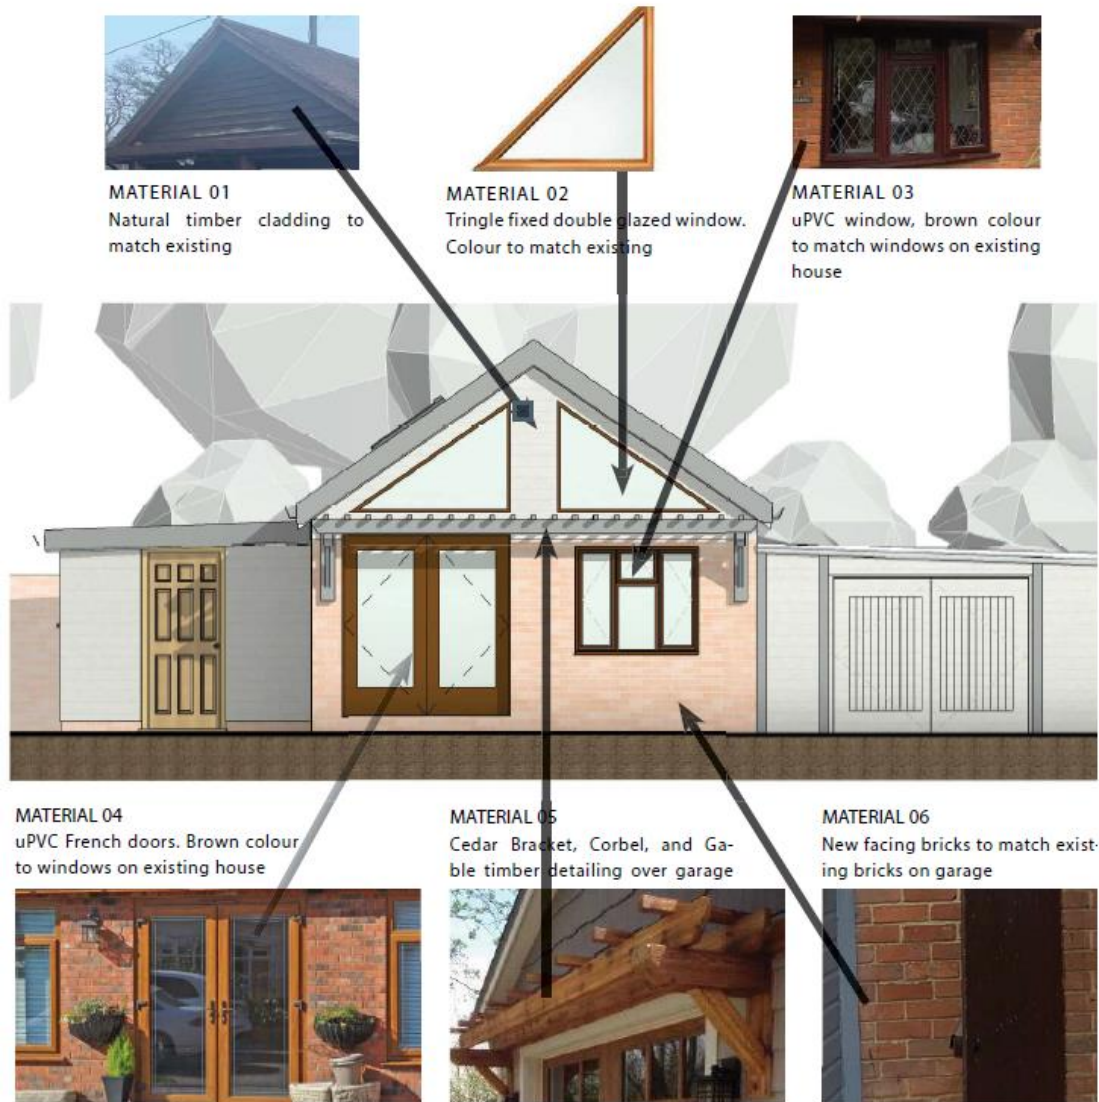 MATERIAL 01
Natural timber cladding to
match existing
MATERIAL 02
Tringle fixed double glazed window.
Colour to match existing
MATERIAL 03
uPVC window, brown colour
to match windows on existing
house
MATERIAL 04
uPVC French doors. Brown colour
to windows on existing house
MATERIAL 05
Cedar Bracket, Corbel, and Ga-
ble timber detailing over garage
MATERIAL 06
New facing bricks to match exist-
ing bricks on garage